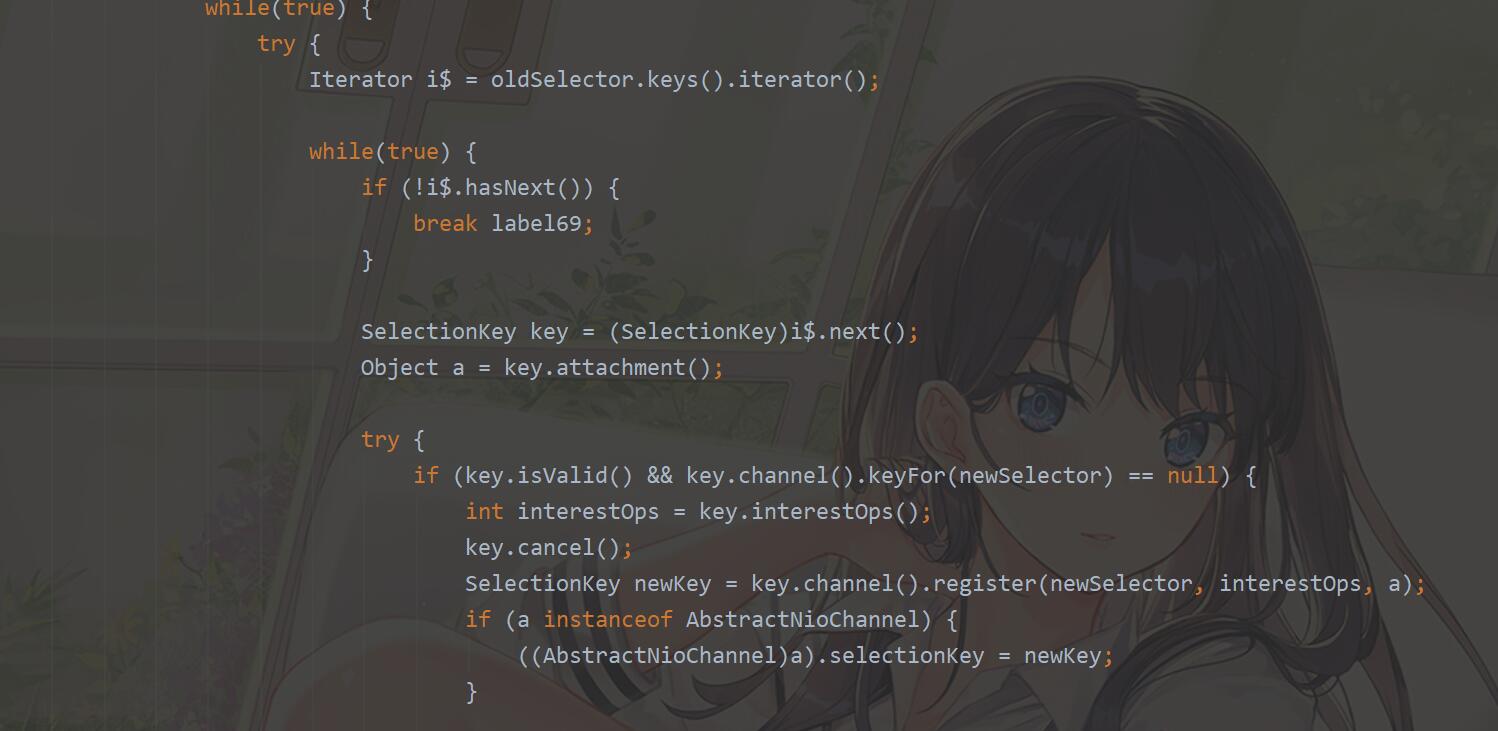 while(true) {
try {
Iterator i$ = oldSelector.keys().iterator();
while(true) {
if (!i$.hasNext()) {
break label69;
}
SelectionKey key = (SelectionKey)i$.next();
Object a = key.attachment();
try {
if (key.isValid() && key.channel().keyFor(newSelector) == null) {
int interestOps = key.interestOps();
key.cancel();
SelectionKey newKey = key.channel().register(newSelector, interestOps, a);
if (a instanceof AbstractNioChannel) {
((AbstractNioChannel)a).selectionKey = newKey;
}